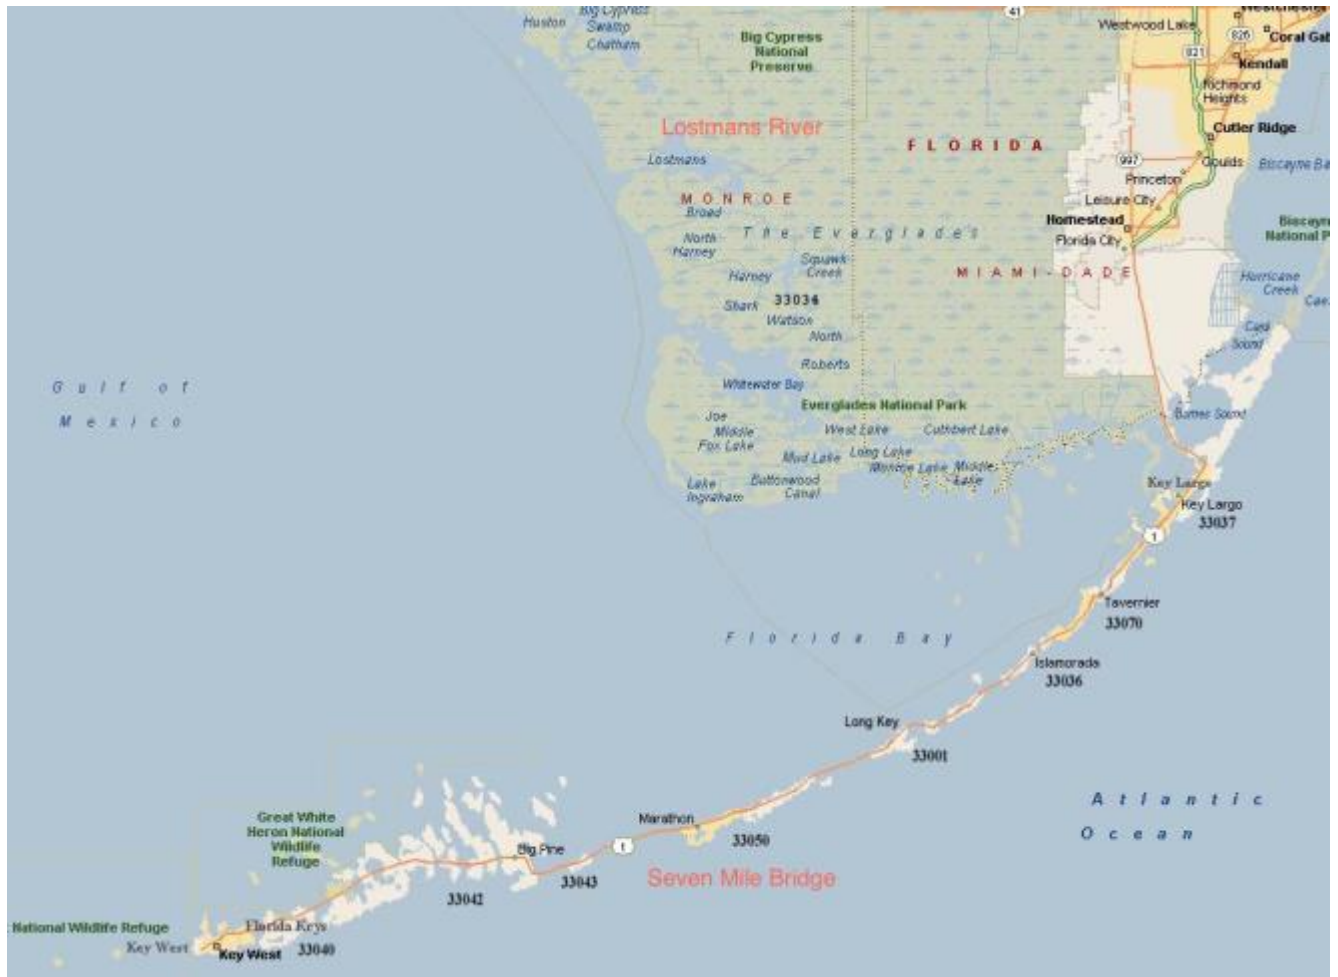 Huston
Big Cypress
Swamp
Chatham
Big Cypress
National
Preserve
41
Westchester
Westwood Lake
826
Coral Gab
821
Kendall
Richmond
Heights
Lostmans River
FLORIDA
Cutler Ridge
Lostmans
997
Goulds
Biscayne Ba
Princeton
MONROE
Leisure City
Broad
Homestead
Biscayn
National P
The Everglades
North
Harney
Florida City
Squawk
Creek
Harney
MIAMI-DADE
Hurricane
Creek
Shark
33034
Cae
Watson
Card
Sound
North
Roberts
Whitewater Bay
Gulf of
Mexico
Everglades National Park
Joe
Middle
Fox Lake
West Lake
Cuthbert Lake
Barnes Sound
Mud Lake
Long Lake
Monroe Lake
Middle
Lake
Lake
Ingraham
Buttonwood
Canal
Key Largo
Key Largo
33037
1
Tavernier
33070
Florida Bay
Islamorada
33036
Long Key
33001
Atlantic
Ocean
Great White
Heron National
Wildlife
Refuge
Marathon
33050
1
Big Pine
33043
Seven Mile Bridge
33042
National Wildlife Refuge
Florida Keys
Key West
Key West
33040